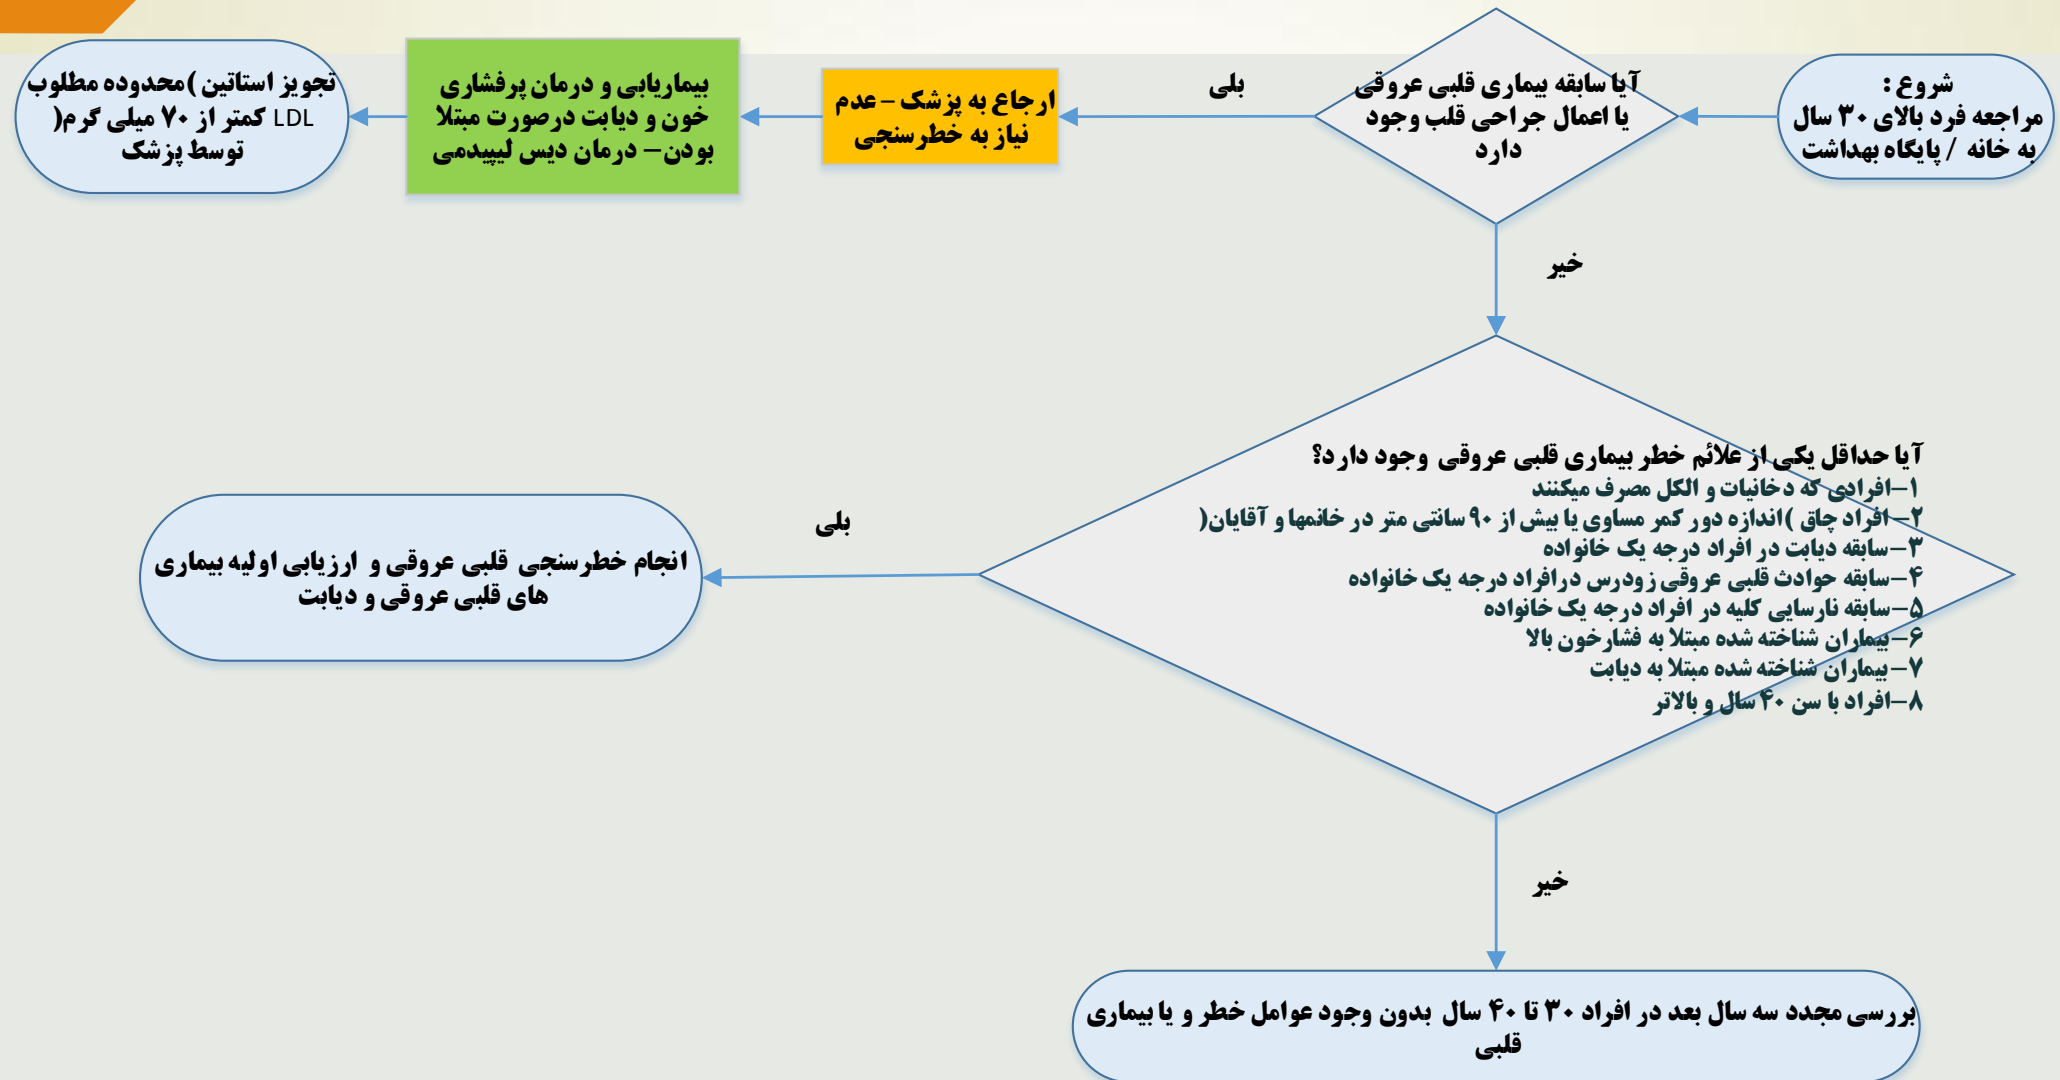 شروع :
مراجعه فرد بالای ۳۰ سال
به خانه / پایگاه بهداشت
آیا سابقه بیماری قلبی عروقی
یا اعمال جراحی قلب وجود
دارد
بلی
ارجاع به پزشک – عدم
نیاز به خطرسنجی
بیماریابی و درمان پرفشاری
خون و دیابت درصورت مبتلا
بودن– درمان دیس لیپیدمی
تجویز استاتین )محدوده مطلوب
LDL کمتر از ۷۰ میلی گرم(
توسط پزشک
خیر
آیا حداقل یکی از علائم خطر بیماری قلبی عروقی وجود دارد؟
۱–افرادی که دخانیات و الکل مصرف میکنند
۲– افراد چاق )اندازه دور کمر مساوی یا بیش از ۹۰ سانتی متر در خانمها و آقایان(
۳–سابقه دیابت در افراد درجه یک خانواده
۴–سابقه حوادث قلبی عروقی زودرس درافراد درجه یک خانواده
۵–سابقه نارسایی کلیه در افراد درجه یک خانواده
۶–بیماران شناخته شده مبتلا به فشارخون بالا
۷–بیماران شناخته شده مبتلا به دیابت
۸–افراد با سن ۴۰ سال و بالاتر
بلی
انجام خطرسنجی قلبی عروقی و ارزیابی اولیه بیماری
های قلبی عروقی و دیابت
خیر
بررسی مجدد سه سال بعد در افراد ۳۰ تا ۴۰ سال بدون وجود عوامل خطر و یا بیماری
قلبی